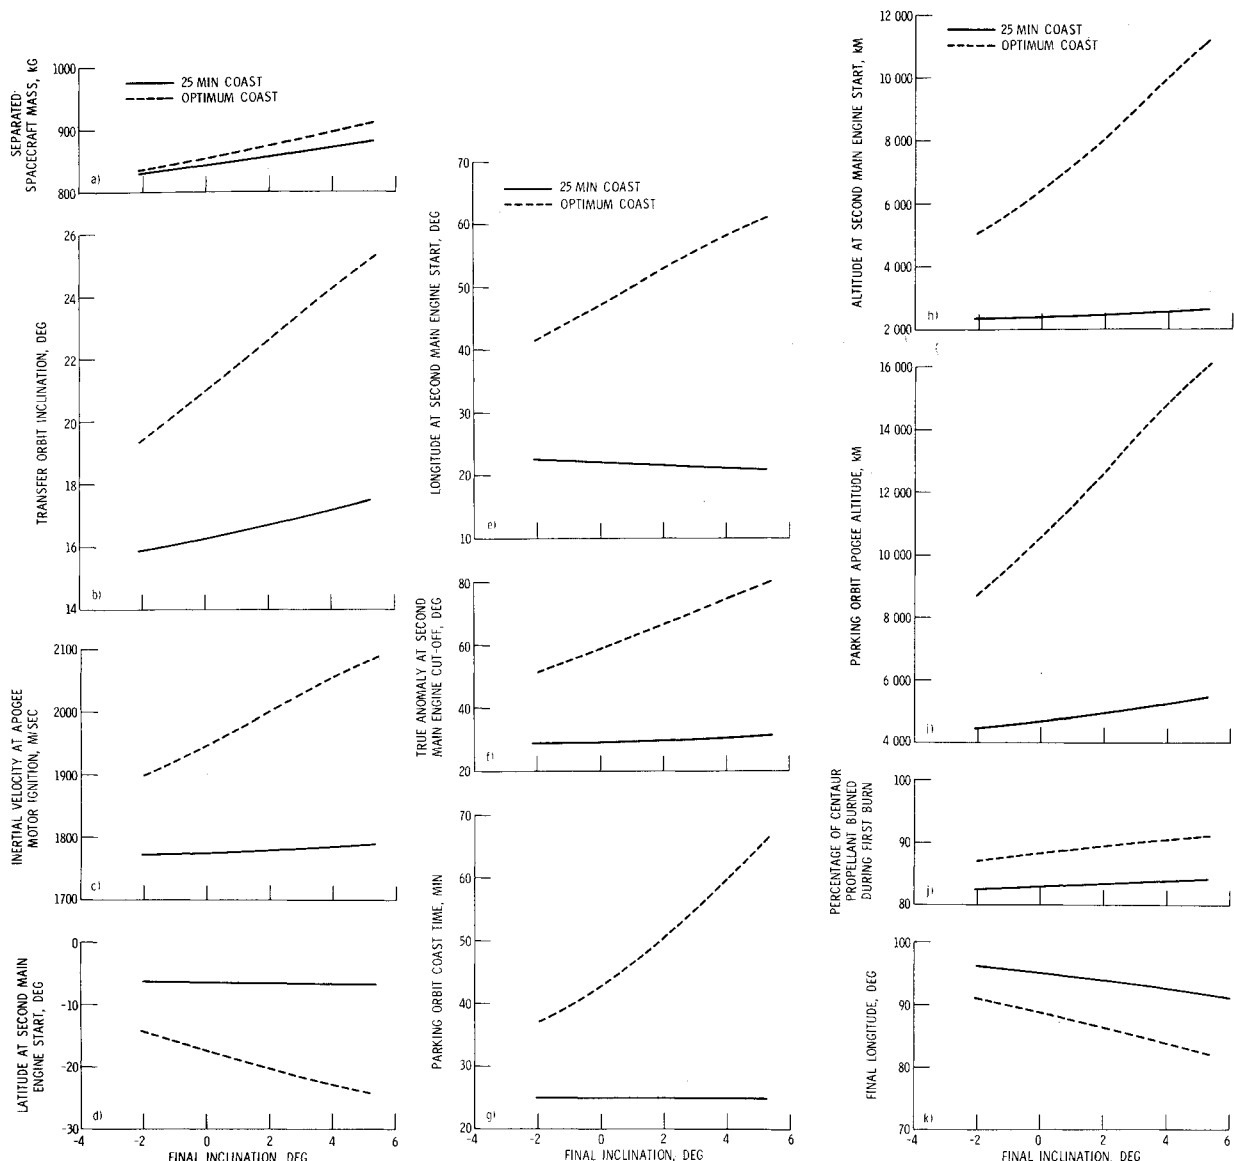 SEPARATED
SPACECRAFT MASS, KG
1000
900
800
25 MIN COAST
OPTIMUM COAST
a)
TRANSFER ORBIT INCLINATION, DEG
26
24
22
20
18
16
14
b)
INERTIAL VELOCITY AT APOGEE
MOTOR IGNITION, M/SEC
2100
2000
1900
1800
1700
c)
LATITUDE AT SECOND MAIN
ENGINE START, DEG
0
-10
-20
-30
d)
-4 -2 0 2 4 6
FINAL INCLINATION, DEG
LONGITUDE AT SECOND MAIN ENGINE START, DEG
70
60
50
40
30
20
10
25 MIN COAST
OPTIMUM COAST
e)
TRUE ANOMALY AT SECOND
MAIN ENGINE CUT-OFF, DEG
80
60
40
20
f)
PARKING ORBIT COAST TIME, MIN
70
60
50
40
30
20
g)
-4 -2 0 2 4 6
FINAL INCLINATION, DEG
ALTITUDE AT SECOND MAIN ENGINE START, KM
12 000
10 000
8 000
6 000
4 000
2 000
25 MIN COAST
OPTIMUM COAST
h)
PARKING ORBIT APOGEE ALTITUDE, KM
16 000
14 000
12 000
10 000
8 000
6 000
4 000
i)
PERCENTAGE OF CENTAUR
PROPELLANT BURNED
DURING FIRST BURN
100
90
80
j)
FINAL LONGITUDE, DEG
100
90
80
70
k)
-4 -2 0 2 4 6
FINAL INCLINATION, DEG